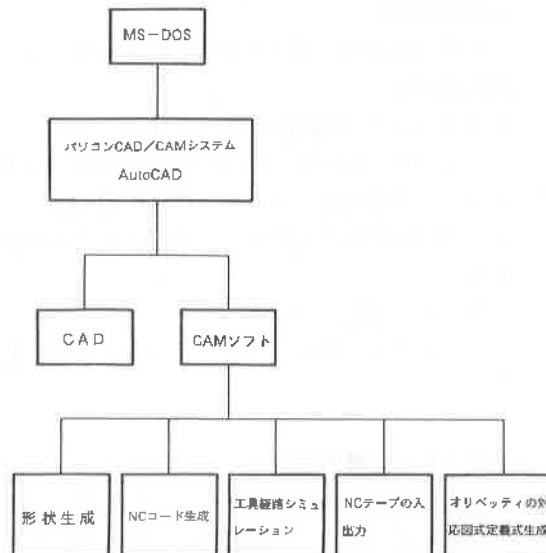 MS－DOS
パソコンCAD／CAMシステム
AutoCAD
CAD
CAMソフト
形状生成
NCコード生成
工具経路シミュ
レーション
NCテープの入
出力
オリベッティの対
応図式定義式生成